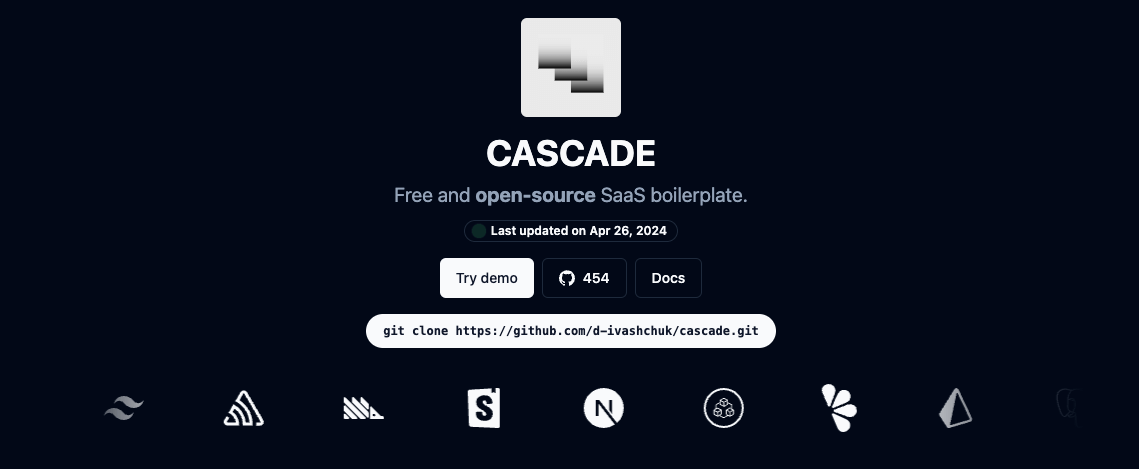 CASCADE
Free and open-source SaaS boilerplate.
Last updated on Apr 26, 2024
Try demo
454
Docs
git clone https://github.com/d-ivashchuk/cascade.git
S
N